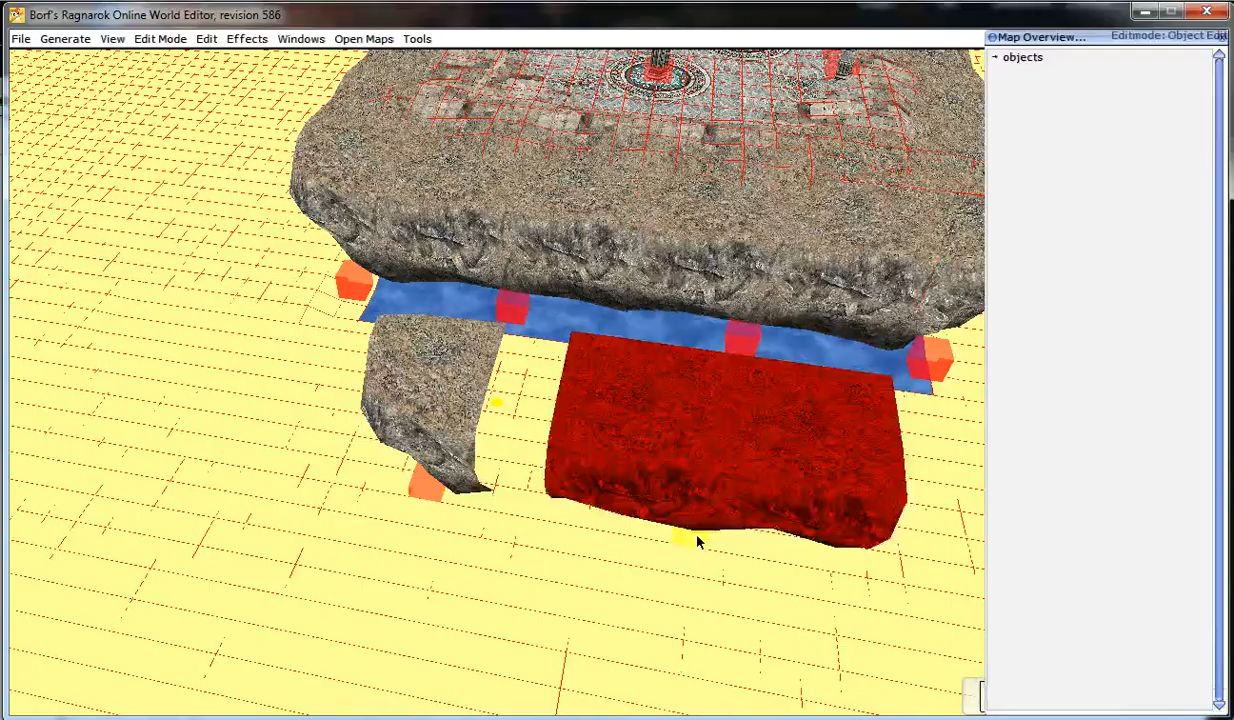 Borf's Ragnarok Online World Editor, revision 586
File Generate View Edit Mode Edit Effects Windows Open Maps Tools
Map Overview... Editmode: Object Edit
objects